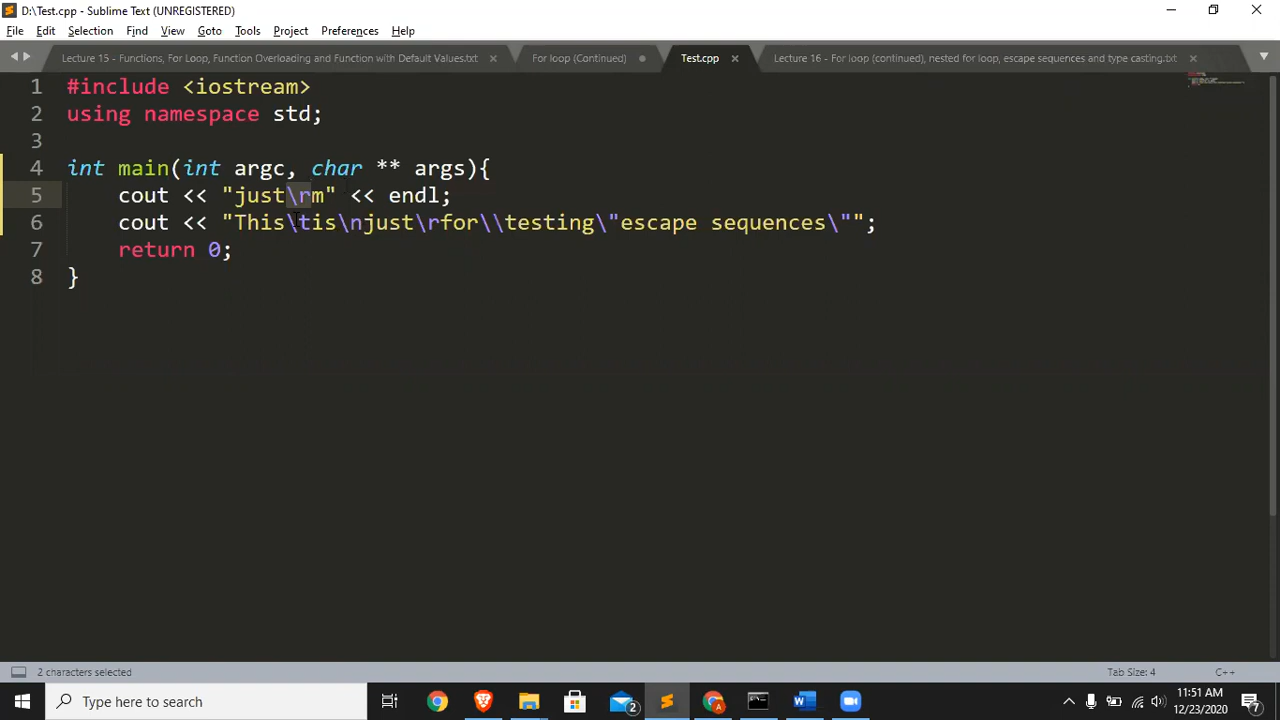 D:\Test.cpp - Sublime Text (UNREGISTERED)
File Edit Selection Find View Goto Tools Project Preferences Help
Lecture 15 - Functions, For Loop, Function Overloading and Function with Default Values.txt For loop (Continued) Test.cpp Lecture 16 - For loop (continued), nested for loop, escape sequences and type casting.txt
1 #include <iostream>
2 using namespace std;
3
4 int main(int argc, char ** args){
5 cout << "just\rm" << endl;
6 cout << "This\tis\njust\rfor\\testing\"escape sequences\"";
7 return 0;
8 }
2 characters selected Tab Size: 4 C++
Type here to search 2 11:51 AM
12/23/2020 7